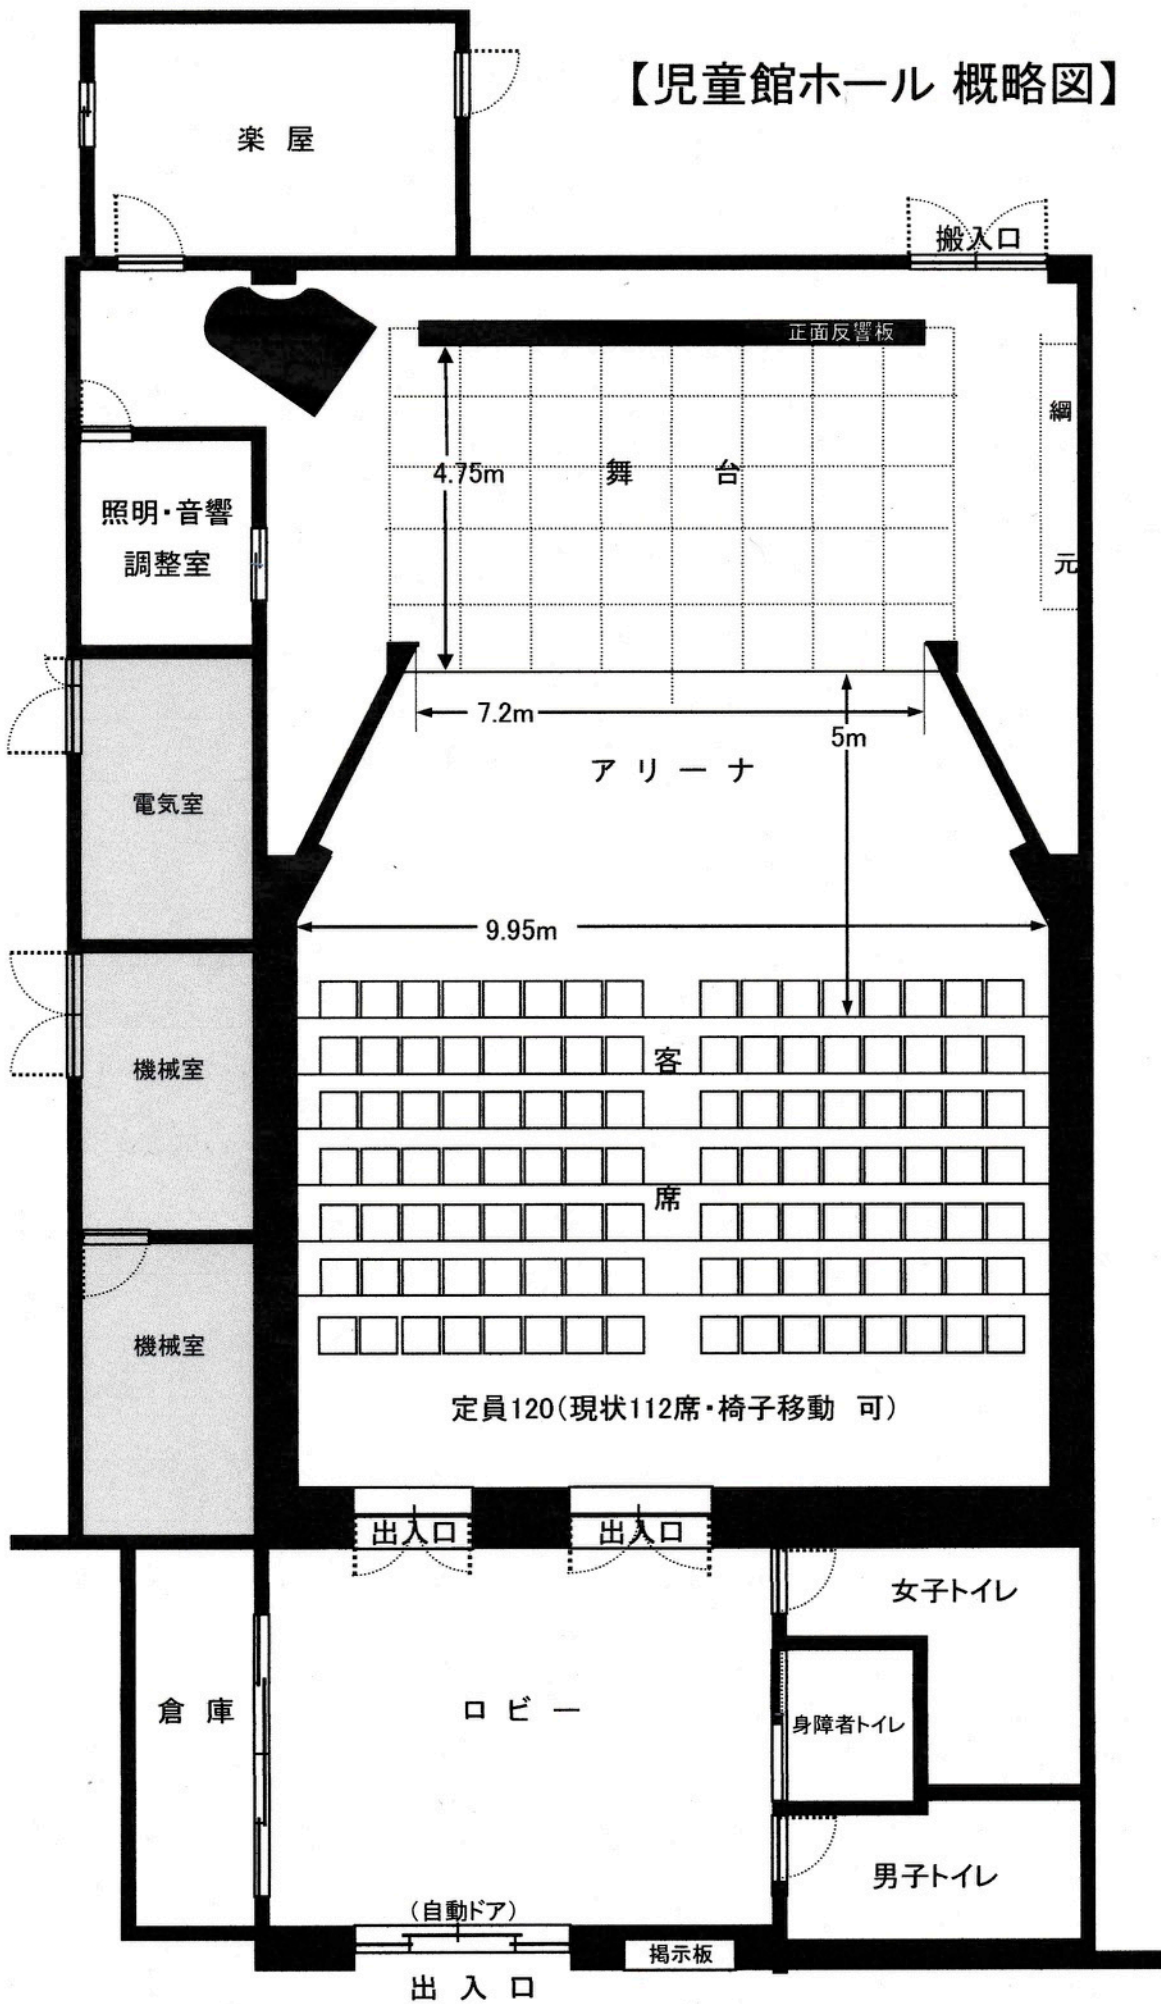 【児童館ホール 概略図】
楽 屋
搬入口
正面反響板
綱
元
4.75m
舞 台
照明・音響
調整室
7.2m
5m
アリーナ
電気室
9.95m
客
席
機械室
機械室
定員120(現状112席・椅子移動 可)
出入口
出入口
女子トイレ
倉 庫
ロビー
身障者トイレ
男子トイレ
(自動ドア)
掲示板
出 入 口